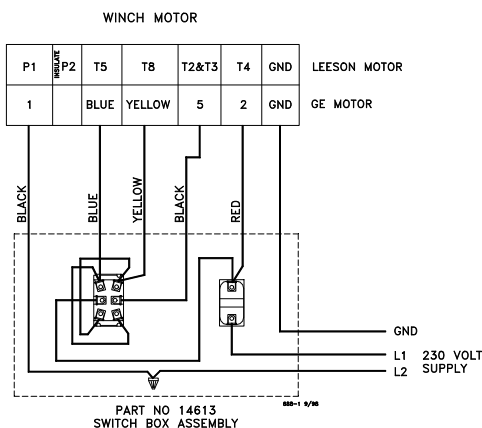 WINCH MOTOR
P1 INSULATE P2 T5 T8 T2&T3 T4 GND LEESON MOTOR
1 BLUE YELLOW 5 2 GND GE MOTOR
BLACK BLUE YELLOW BLACK RED
GND
L1 230 VOLT
L2 SUPPLY
PART NO 14613
SWITCH BOX ASSEMBLY